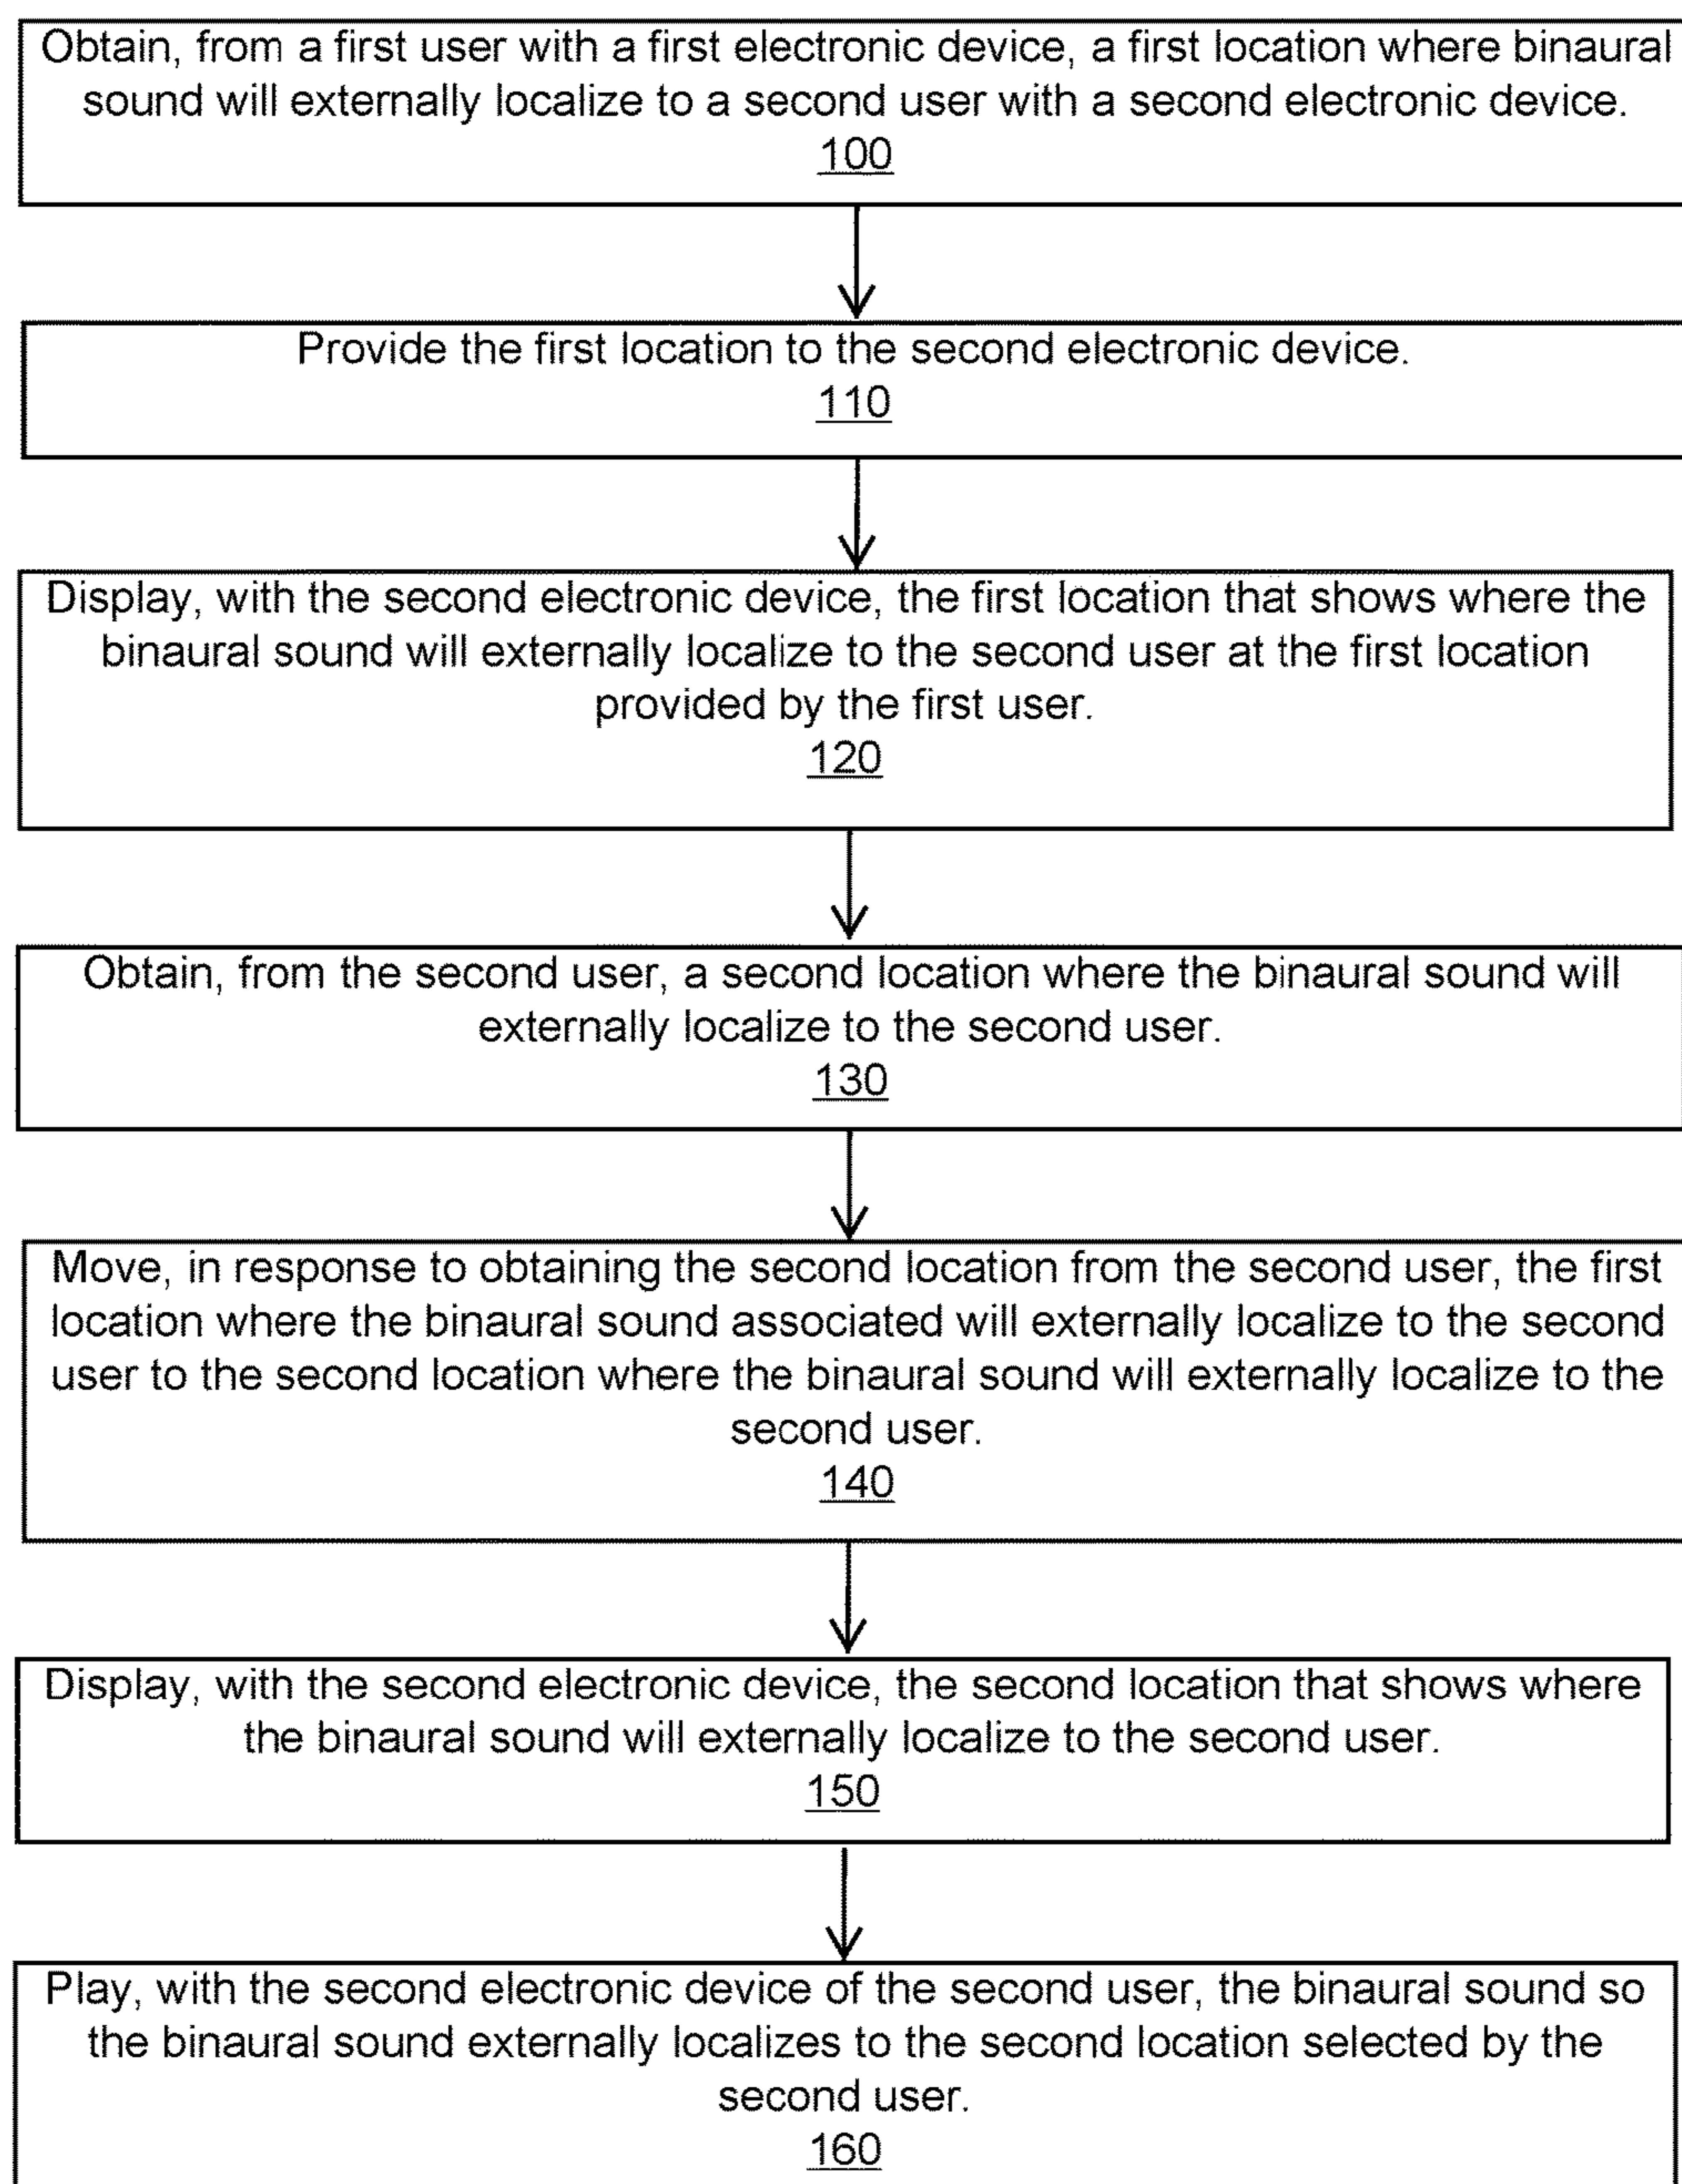 Obtain, from a first user with a first electronic device, a first location where binaural
sound will externally localize to a second user with a second electronic device.
100
Provide the first location to the second electronic device.
110
Display, with the second electronic device, the first location that shows where the
binaural sound will externally localize to the second user at the first location
provided by the first user.
120
Obtain, from the second user, a second location where the binaural sound will
externally localize to the second user.
130
Move, in response to obtaining the second location from the second user, the first
location where the binaural sound associated will externally localize to the second
user to the second location where the binaural sound will externally localize to the
second user.
140
Display, with the second electronic device, the second location that shows where
the binaural sound will externally localize to the second user.
150
Play, with the second electronic device of the second user, the binaural sound so
the binaural sound externally localizes to the second location selected by the
second user.
160